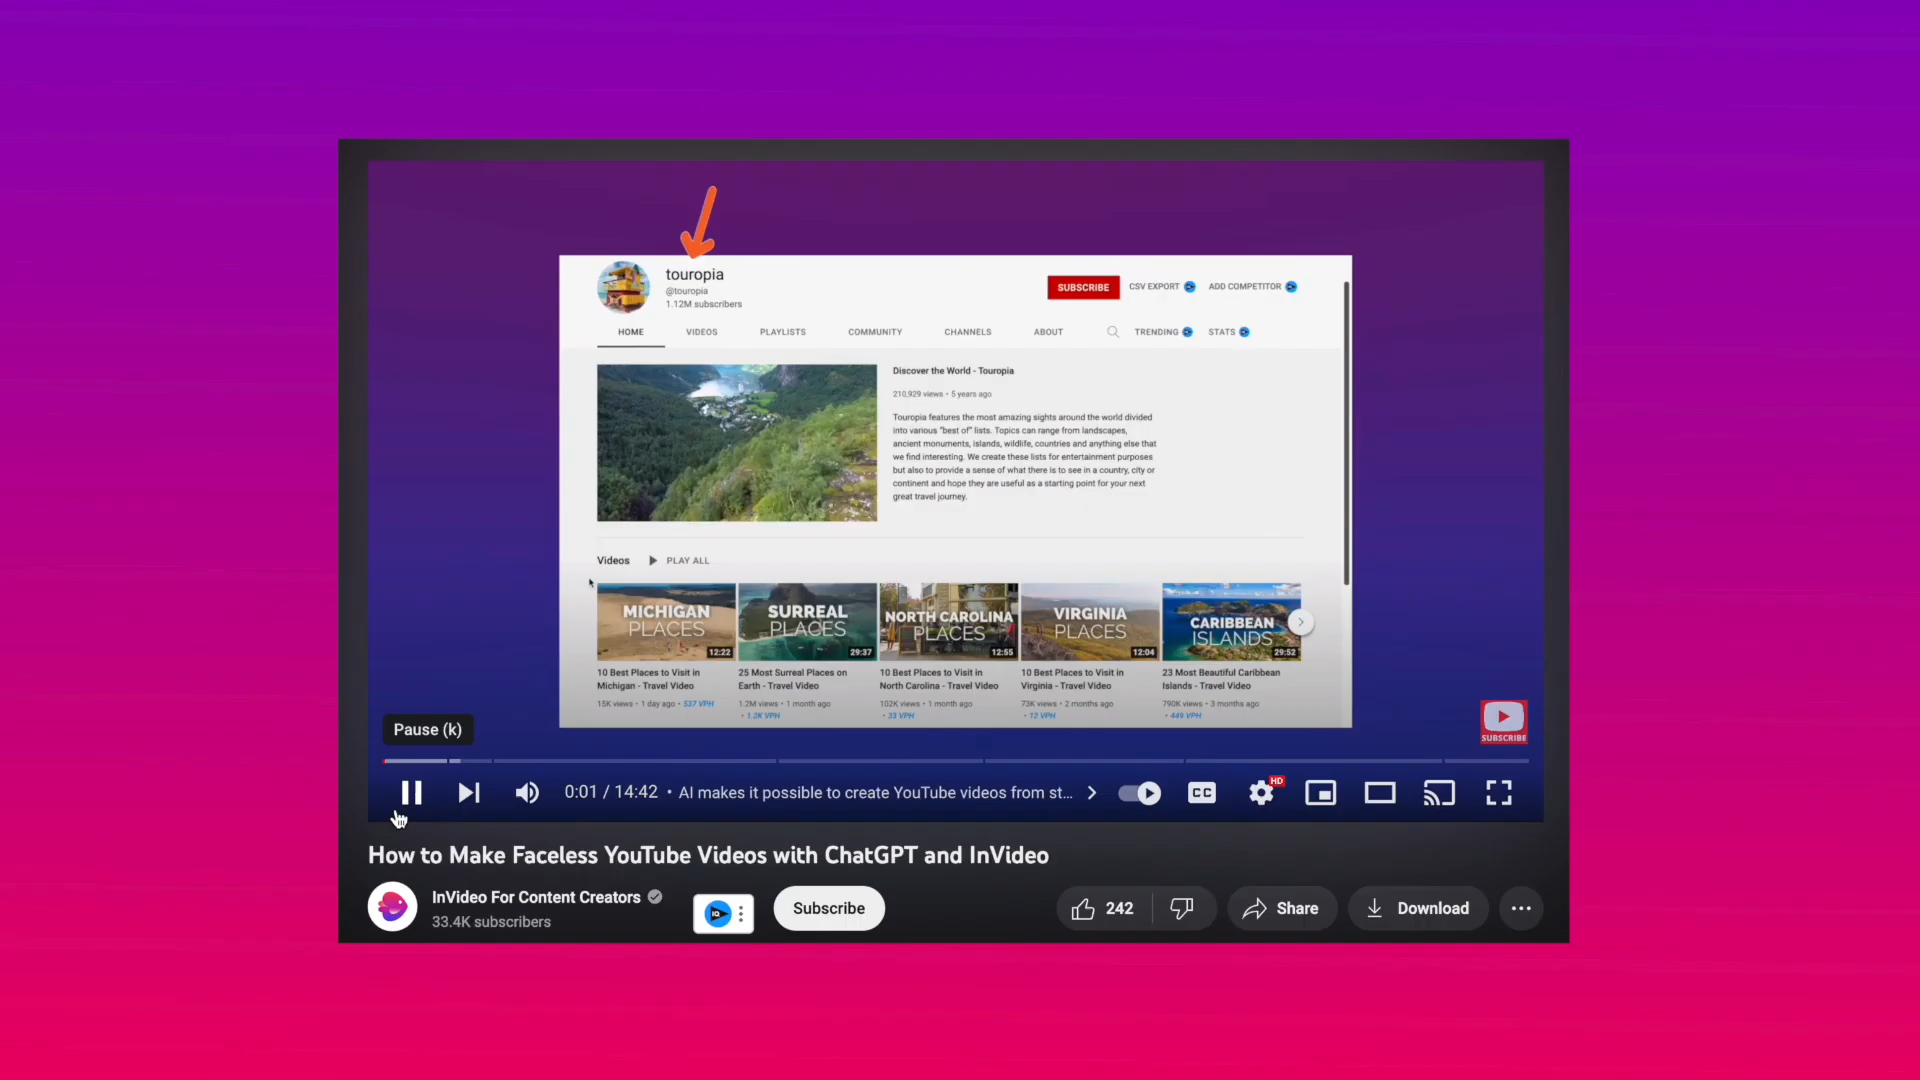 touropia
@touropia
1.12M subscribers
SUBSCRIBE CSV EXPORT ADD COMPETITOR
HOME VIDEOS PLAYLISTS COMMUNITY CHANNELS ABOUT TRENDING STATS
Discover the World - Touropia
210,929 views • 5 years ago
Touropia features the most amazing sights around the world divided
into various "best of" lists. Topics can range from landscapes,
ancient monuments, islands, wildlife, countries and anything else that
we find interesting. We create these lists for entertainment purposes
but also to provide a sense of what there is to see in a country, city or
continent and hope they are useful as a starting point for your next
great travel journey.
Videos PLAY ALL
MICHIGAN
PLACES
12:22
SURREAL
PLACES
29:37
NORTH CAROLINA
PLACES
12:55
VIRGINIA
PLACES
12:04
CARIBBEAN
ISLANDS
29:52
10 Best Places to Visit in
Michigan - Travel Video
15K views • 1 day ago • 537 VPH
25 Most Surreal Places on
Earth - Travel Video
1.2M views • 1 month ago
• 1.2K VPH
10 Best Places to Visit in
North Carolina - Travel Video
102K views • 1 month ago
• 33 VPH
10 Best Places to Visit in
Virginia - Travel Video
73K views • 2 months ago
• 12 VPH
23 Most Beautiful Caribbean
Islands - Travel Video
790K views • 3 months ago
• 449 VPH
SUBSCRIBE
Pause (k)
0:01 / 14:42 • AI makes it possible to create YouTube videos from st... CC HD
How to Make Faceless YouTube Videos with ChatGPT and InVideo
InVideo For Content Creators
33.4K subscribers
IQ
Subscribe
242 Share Download